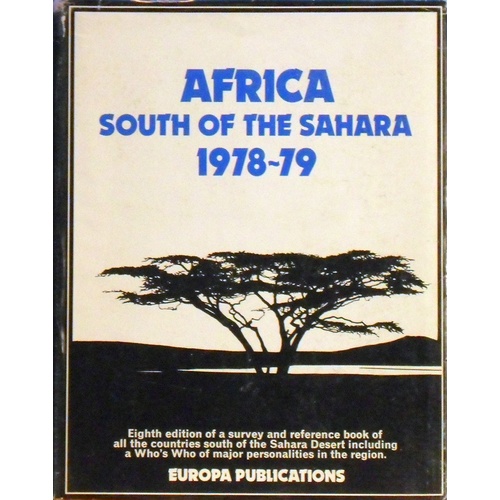 AFRICA
SOUTH OF THE SAHARA
1978~79
Eighth edition of a survey and reference book of
all the countries south of the Sahara Desert including
a Who's Who of major personalities in the region.
EUROPA PUBLICATIONS